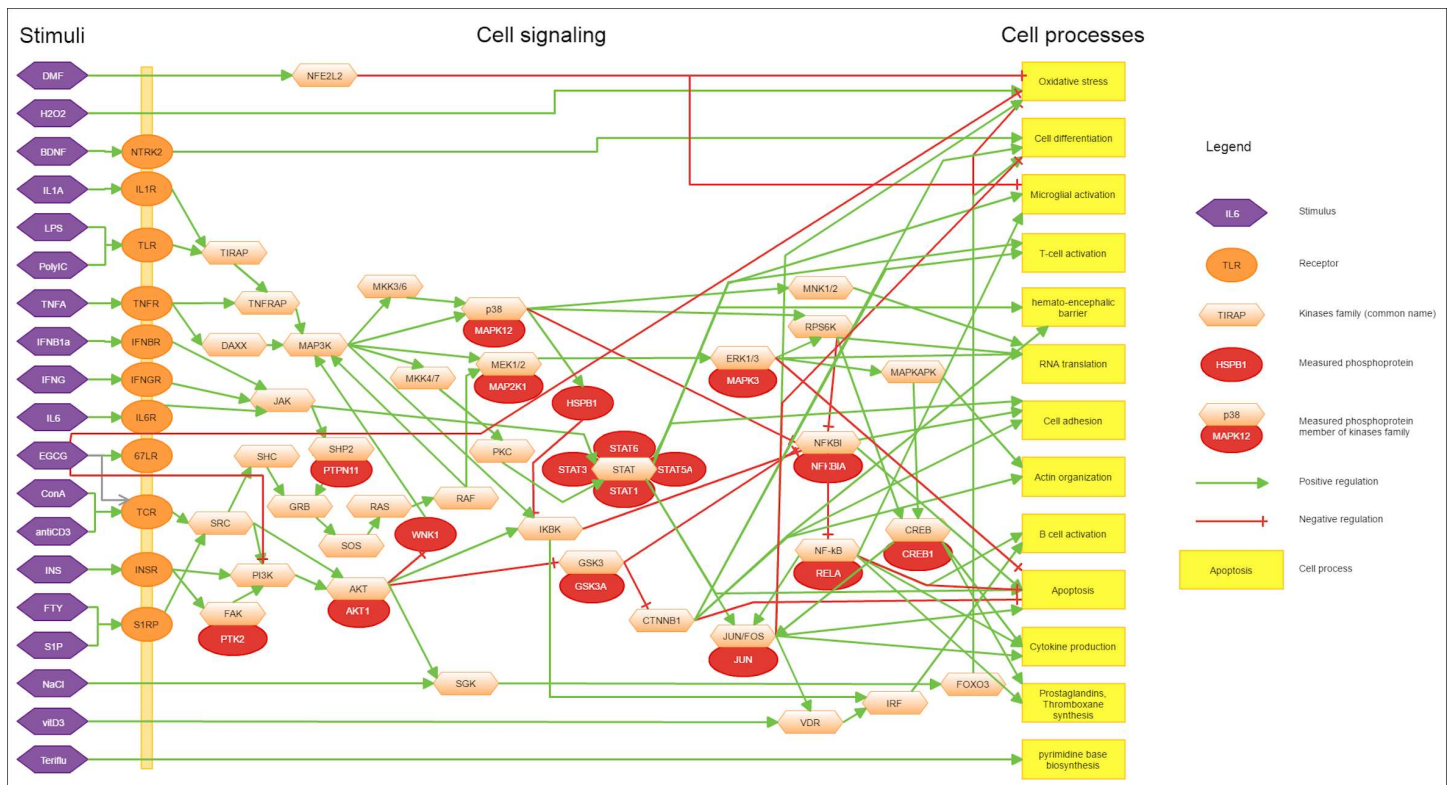 Stimuli
Cell signaling
Cell processes
DMF
H2O2
BDNF
IL1A
LPS
PolyIC
TNFA
IFNB1a
IFNG
IL6
EGCG
ConA
antiCD3
INS
FTY
S1P
NaCl
vitD3
Teriflu
NTRK2
IL1R
TLR
TNFR
IFNBR
IFNGR
IL6R
67LR
TCR
INSR
S1RP
NFE2L2
TIRAP
TNFRAP
DAXX
MAP3K
JAK
SHC
SHP2
PTPN11
GRB
SRC
SOS
RAS
RAF
PI3K
FAK
PTK2
AKT
AKT1
WNK1
MKK3/6
MKK4/7
p38
MAPK12
MEK1/2
MAP2K1
HSPB1
PKC
STAT6
STAT3
STAT
STAT5A
STAT1
IKBK
GSK3
GSK3A
CTNNB1
SGK
MNK1/2
RPS6K
ERK1/3
MAPK3
MAPKAPK
NFKBI
NFKBIA
NF-kB
RELA
CREB
CREB1
JUN/FOS
JUN
VDR
IRF
FOXO3
Oxidative stress
Cell differentiation
Microglial activation
T-cell activation
hemato-encephalic
barrier
RNA translation
Cell adhesion
Actin organization
B cell activation
Apoptosis
Cytokine production
Prostaglandins,
Thromboxane
synthesis
pyrimidine base
biosynthesis
Legend
IL6
Stimulus
TLR
Receptor
TIRAP
Kinases family (common name)
HSPB1
Measured phosphoprotein
p38
MAPK12
Measured phosphoprotein
member of kinases family
Positive regulation
Negative regulation
Apoptosis
Cell process